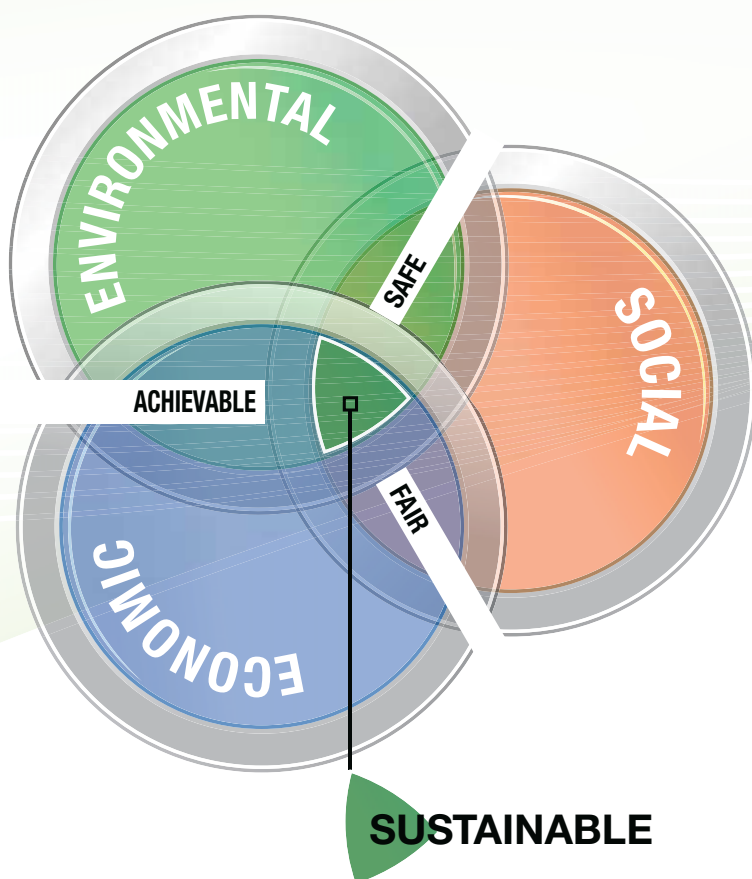 ENVIRONMENTAL
SAFE
SOCIAL
ACHIEVABLE
FAIR
ECONOMIC
SUSTAINABLE